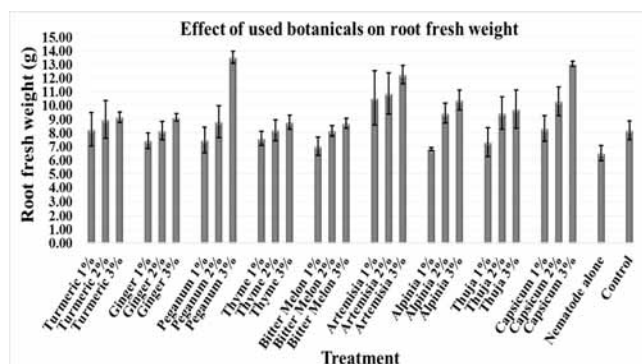 Effect of used botanicals on root fresh weight
Root fresh weight (g)
15.00
14.00
13.00
12.00
11.00
10.00
9.00
8.00
7.00
6.00
5.00
4.00
3.00
2.00
1.00
0.00
Turmeric 1%
Turmeric 2%
Turmeric 3%
Ginger 1%
Ginger 2%
Ginger 3%
Peganum 1%
Peganum 2%
Peganum 3%
Thyme 1%
Thyme 2%
Thyme 3%
Bitter Melon 1%
Bitter Melon 2%
Bitter Melon 3%
Artemisia 1%
Artemisia 2%
Artemisia 3%
Alpinia 1%
Alpinia 2%
Alpinia 3%
Thuja 1%
Thuja 2%
Thuja 3%
Capsicum 1%
Capsicum 2%
Capsicum 3%
Nematode alone
Control
Treatment